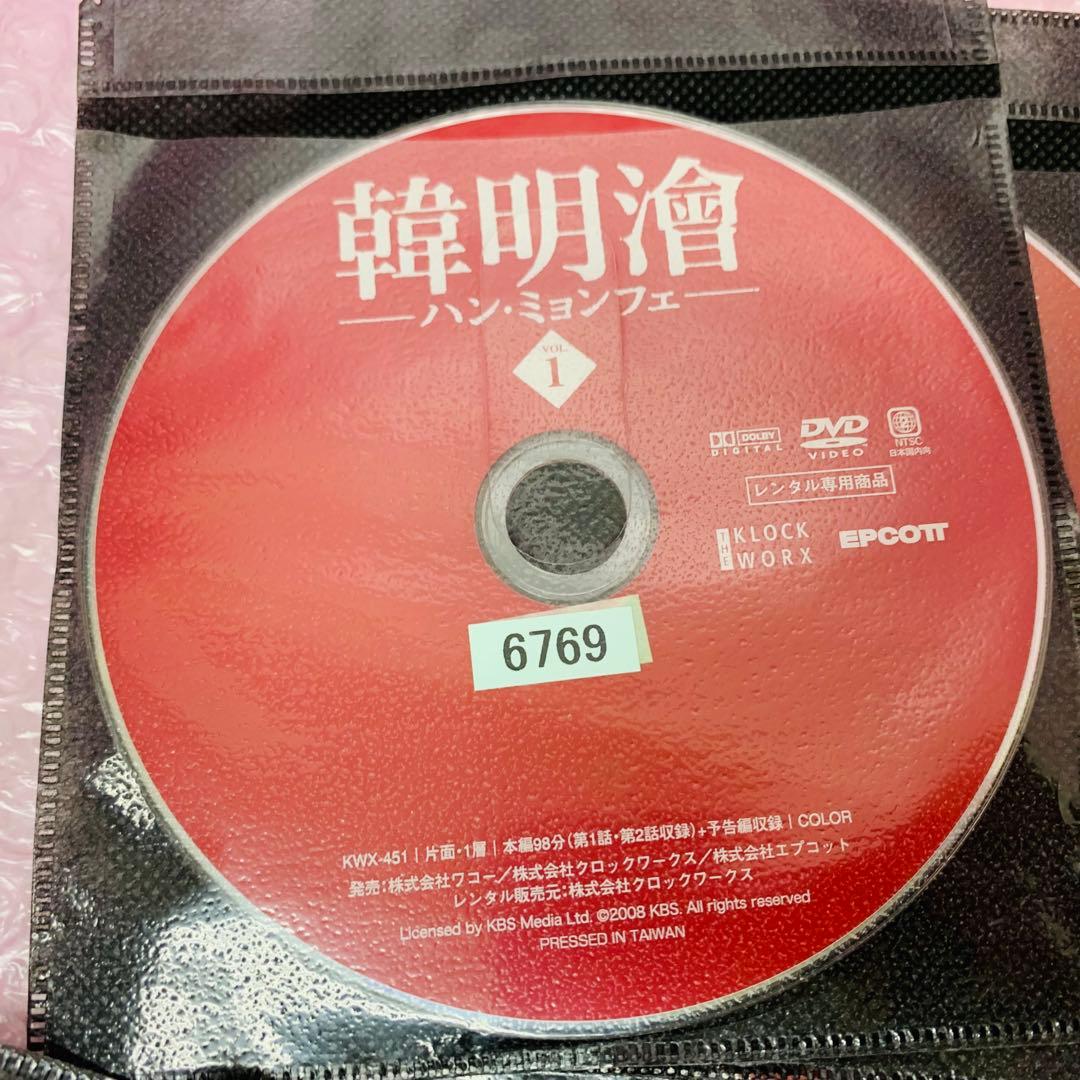 韓明澮
ハン・ミョンフェ
VOL.
1
DOLBY
DIGITAL
DVD
VIDEO
2
NTSC
日本国内向
レンタル専用商品
THE
KLOCK
WORX
EPCOTT
6769
KWX-451 | 片面・1層 | 本編98分(第1話・第2話収録)+予告編収録 | COLOR
発売:株式会社ワコー/株式会社クロックワークス/株式会社エプコット
レンタル販売元:株式会社クロックワークス
Licensed by KBS Media Ltd. ©2008 KBS. All rights reserved
PRESSED IN TAIWAN